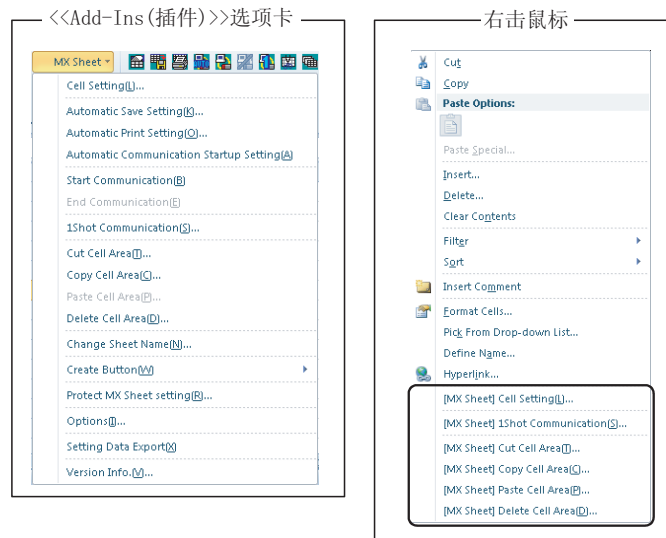 <<Add-Ins(插件)>>选项卡
MX Sheet
Cell Setting(L)...
Automatic Save Setting(K)...
Automatic Print Setting(O)...
Automatic Communication Startup Setting(A)
Start Communication(B)
End Communication(E)
1Shot Communication(S)...
Cut Cell Area(T)...
Copy Cell Area(C)...
Paste Cell Area(P)...
Delete Cell Area(D)...
Change Sheet Name(N)...
Create Button(W)
Protect MX Sheet setting(R)...
Options(I)...
Setting Data Export(X)
Version Info.(V)...
右击鼠标
Cut
Copy
Paste Options:
Paste Special...
Insert...
Delete...
Clear Contents
Filter
Sort
Insert Comment
Format Cells...
Pick From Drop-down List...
Define Name...
Hyperlink...
[MX Sheet] Cell Setting(L)...
[MX Sheet] 1Shot Communication(S)...
[MX Sheet] Cut Cell Area(T)...
[MX Sheet] Copy Cell Area(C)...
[MX Sheet] Paste Cell Area(P)...
[MX Sheet] Delete Cell Area(D)...